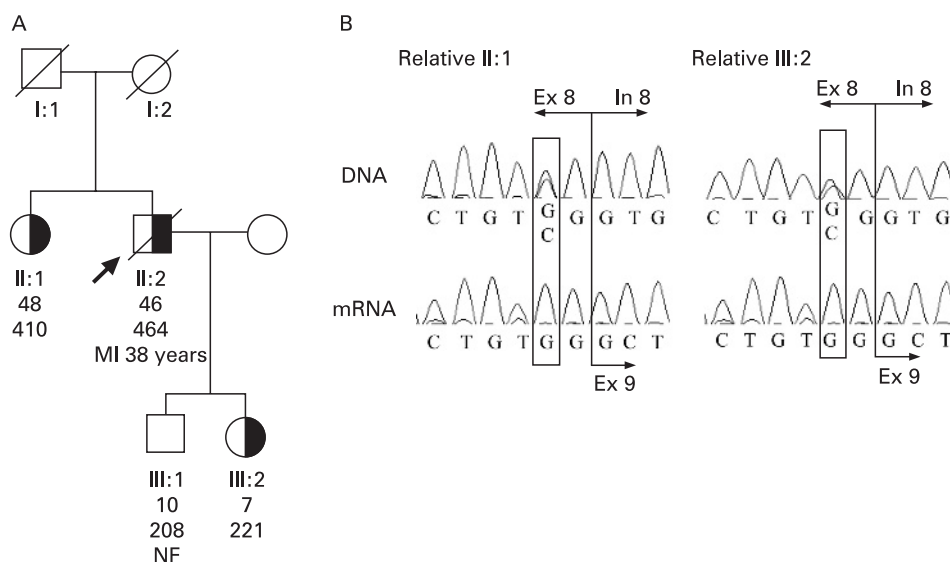 A
I:1
I:2
II:1
48
410
II:2
46
464
MI 38 years
III:1
10
208
NF
III:2
7
221
B
Relative II:1
Relative III:2
Ex 8
In 8
Ex 8
In 8
DNA
C T G T G G G T G
C
C T G T G G G T G
C
mRNA
C T G T G G G C T
Ex 9
C T G T G G G C T
Ex 9